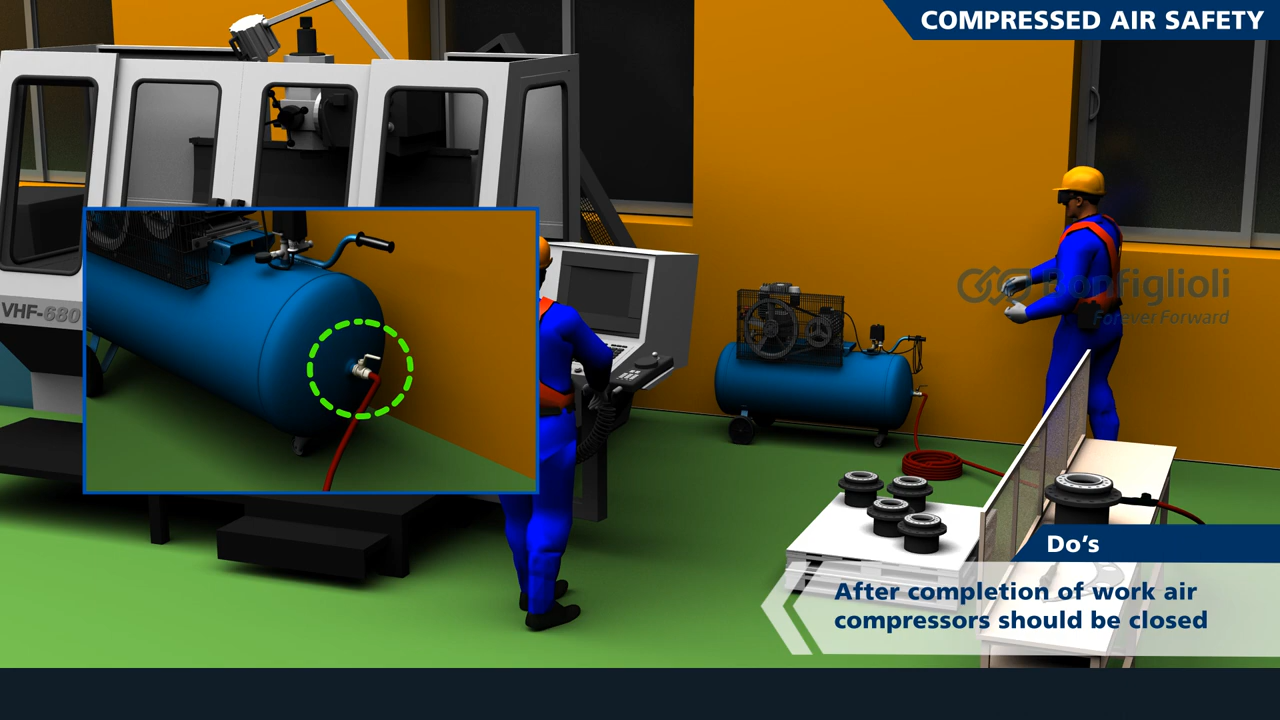 COMPRESSED AIR SAFETY
VHF-680
Bonfiglioli
Forever Forward
Do's
After completion of work air
compressors should be closed